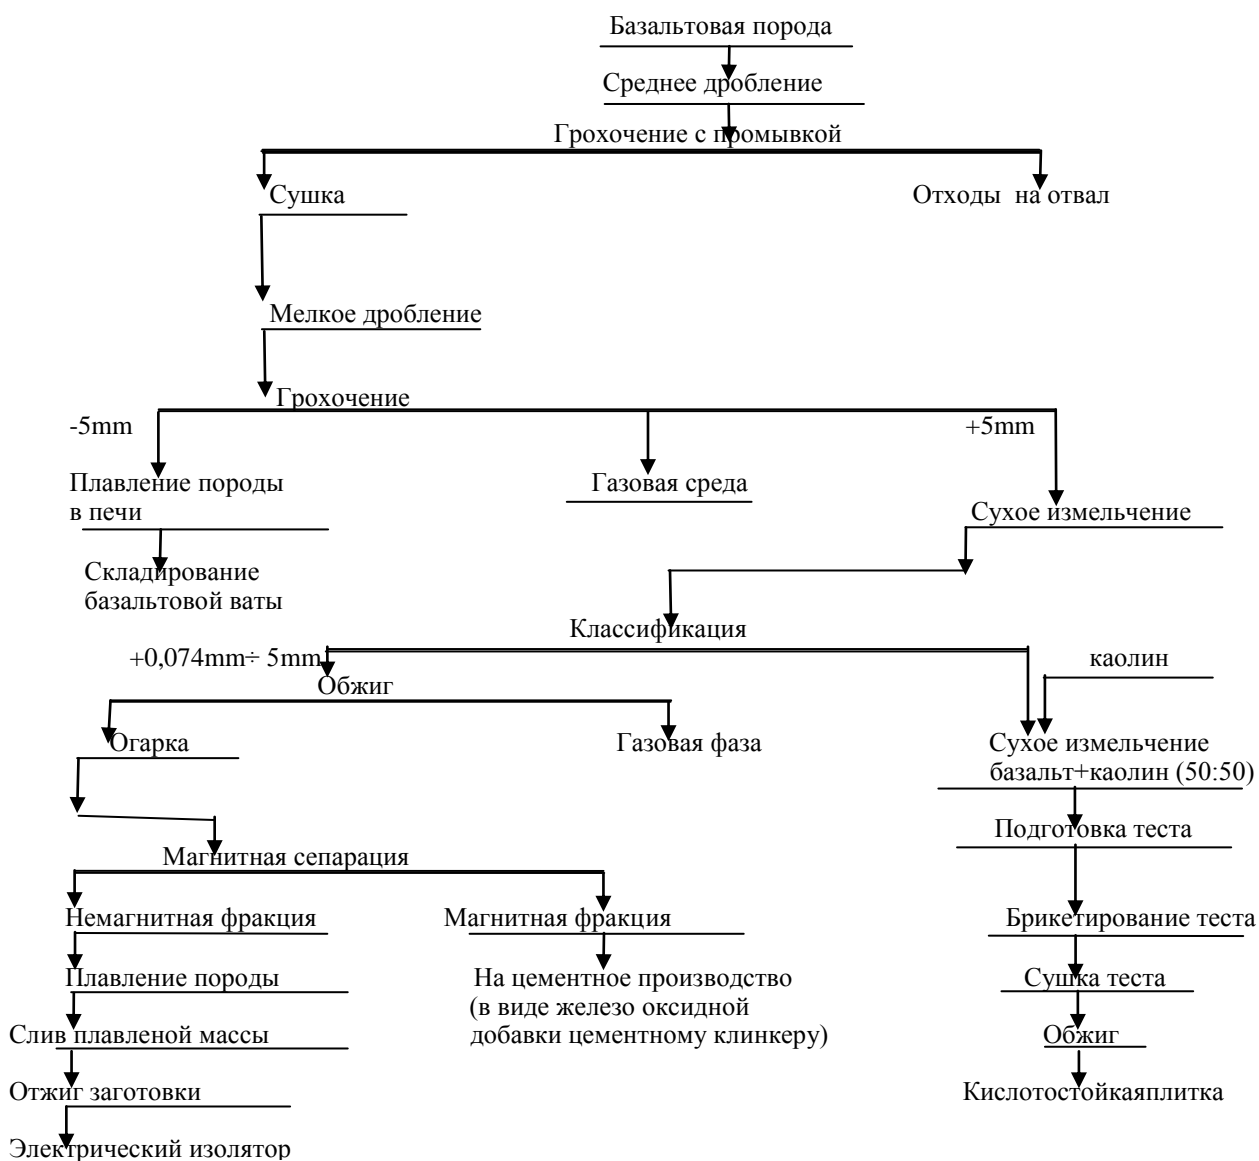 Базальтовая порода
Среднее дробление
Грохочение с промывкой
Сушка
Отходы на отвал
Мелкое дробление
Грохочение
-5mm
+5mm
Плавление породы
в печи
Газовая среда
Сухое измельчение
Складирование
базальтовой ваты
Классификация
+0,074mm÷ 5mm
каолин
Обжиг
Огарка
Газовая фаза
Сухое измельчение
базальт+каолин (50:50)
Подготовка теста
Магнитная сепарация
Немагнитная фракция
Магнитная фракция
Брикетирование теста
Плавление породы
На цементное производство
(в виде железо оксидной
добавки цементному клинкеру)
Сушка теста
Слив плавленой массы
Обжиг
Отжиг заготовки
Кислотостойкаяплитка
Электрический изолятор